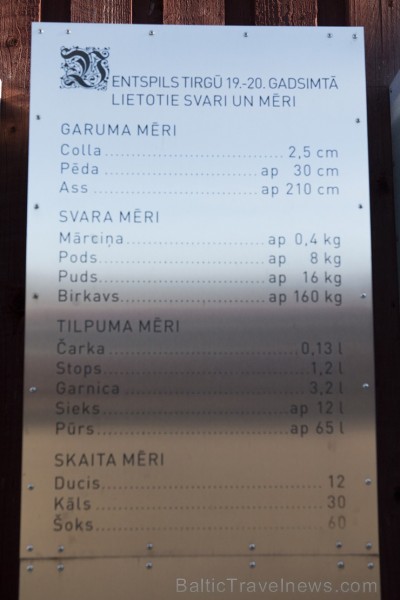 VENTSPILS TIRGŪ 19.-20. GADSIMTĀ
LIETOTIE SVARI UN MĒRI
GARUMA MĒRI
Colla........................2,5 cm
Pēda........................ap 30 cm
Ass........................ap 210 cm
SVARA MĒRI
Mārciņa........................ap 0,4 kg
Pods........................ap 8 kg
Puds........................ap 16 kg
Birkavs........................ap 160 kg
TILPUMA MĒRI
Čarka........................0,13 l
Stops........................1,2 l
Garnica........................3,2 l
Sieks........................ap 12 l
Pūrs........................ap 65 l
SKAITA MĒRI
Ducis........................12
Kāls........................30
Šoks........................60
BalticTravelnews.com